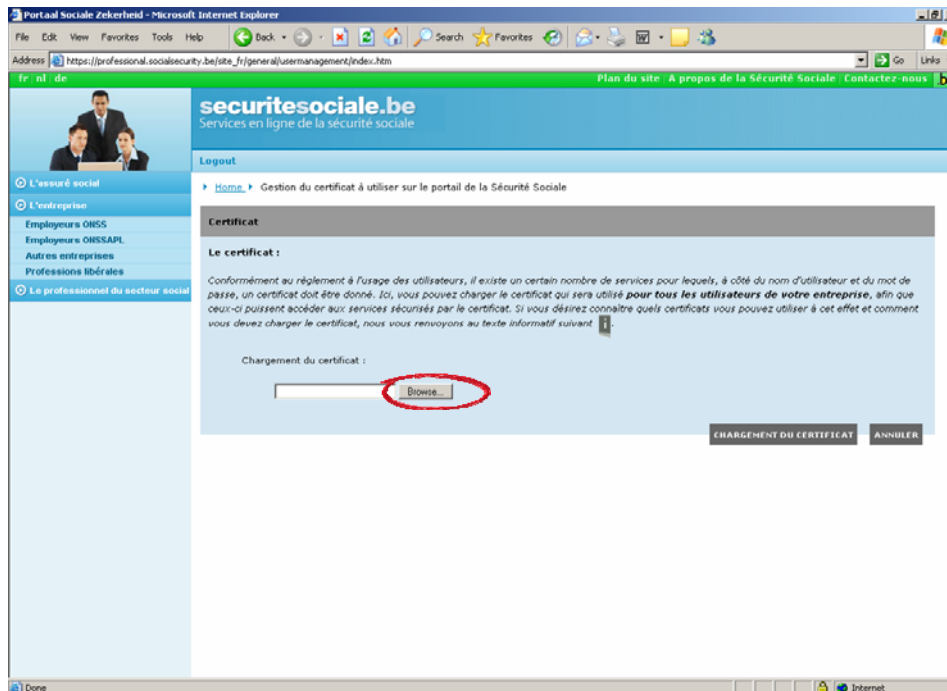 Portaal Sociale Zekerheid - Microsoft Internet Explorer
File Edit View Favorites Tools Help Back Search Favorites
Address https://professional.socialsecurity.be/site_fr/general/usermanagement/index.htm Go Links
fr nl de Plan du site A propos de la Sécurité Sociale Contactez-nous b
securitesociale.be
Services en ligne de la sécurité sociale
Logout
L'assuré social
L'entreprise
Employeurs ONSS
Employeurs ONSSAPL
Autres entreprises
Professions libérales
Le professionnel du secteur social
Home Gestion du certificat à utiliser sur le portail de la Sécurité Sociale
Certificat
Le certificat :
Conformément au règlement à l'usage des utilisateurs, il existe un certain nombre de services pour lequels, à côté du nom d'utilisateur et du mot de
passe, un certificat doit être donné. Ici, vous pouvez charger le certificat qui sera utilisé pour tous les utilisateurs de votre entreprise, afin que
ceux-ci puissent accéder aux services sécurisés par le certificat. Si vous désirez connaître quels certificats vous pouvez utiliser à cet effet et comment
vous devez charger le certificat, nous vous renvoyons au texte informatif suivant i.
Chargement du certificat :
Browse...
CHARGEMENT DU CERTIFICAT ANNULER
Done Internet